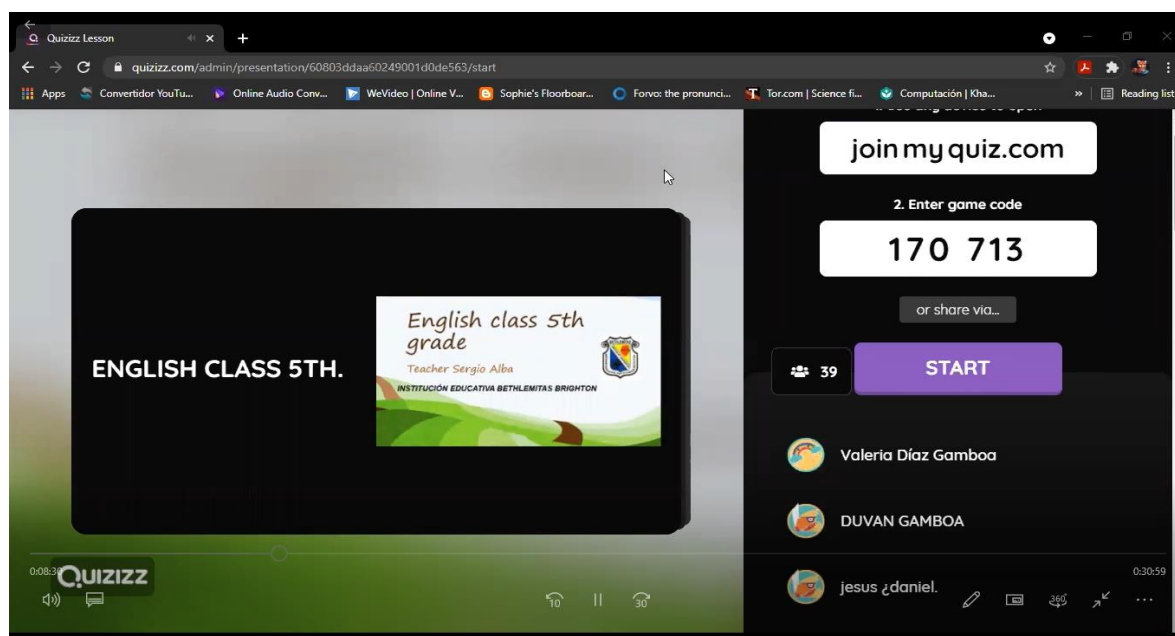 Quizizz Lesson
quizizz.com/admin/presentation/60803ddaa60249001d0de563/start
Apps
Convertidor YouTu...
Online Audio Conv...
WeVideo | Online V...
Sophie's Floorboar...
Forvo: the pronunci...
Tor.com | Science fi...
Computación | Kha...
»
Reading list
join my quiz.com
2. Enter game code
170 713
or share via...
39
START
ENGLISH CLASS 5TH.
English class 5th
grade
Teacher Sergio Alba
INSTITUCIÓN EDUCATIVA BETHLEMITAS BRIGHTON
Valeria Díaz Gamboa
DUVAN GAMBOA
jesus ¿daniel.
QUIZIZZ
0:08:30
0:30:59
10
30
360°